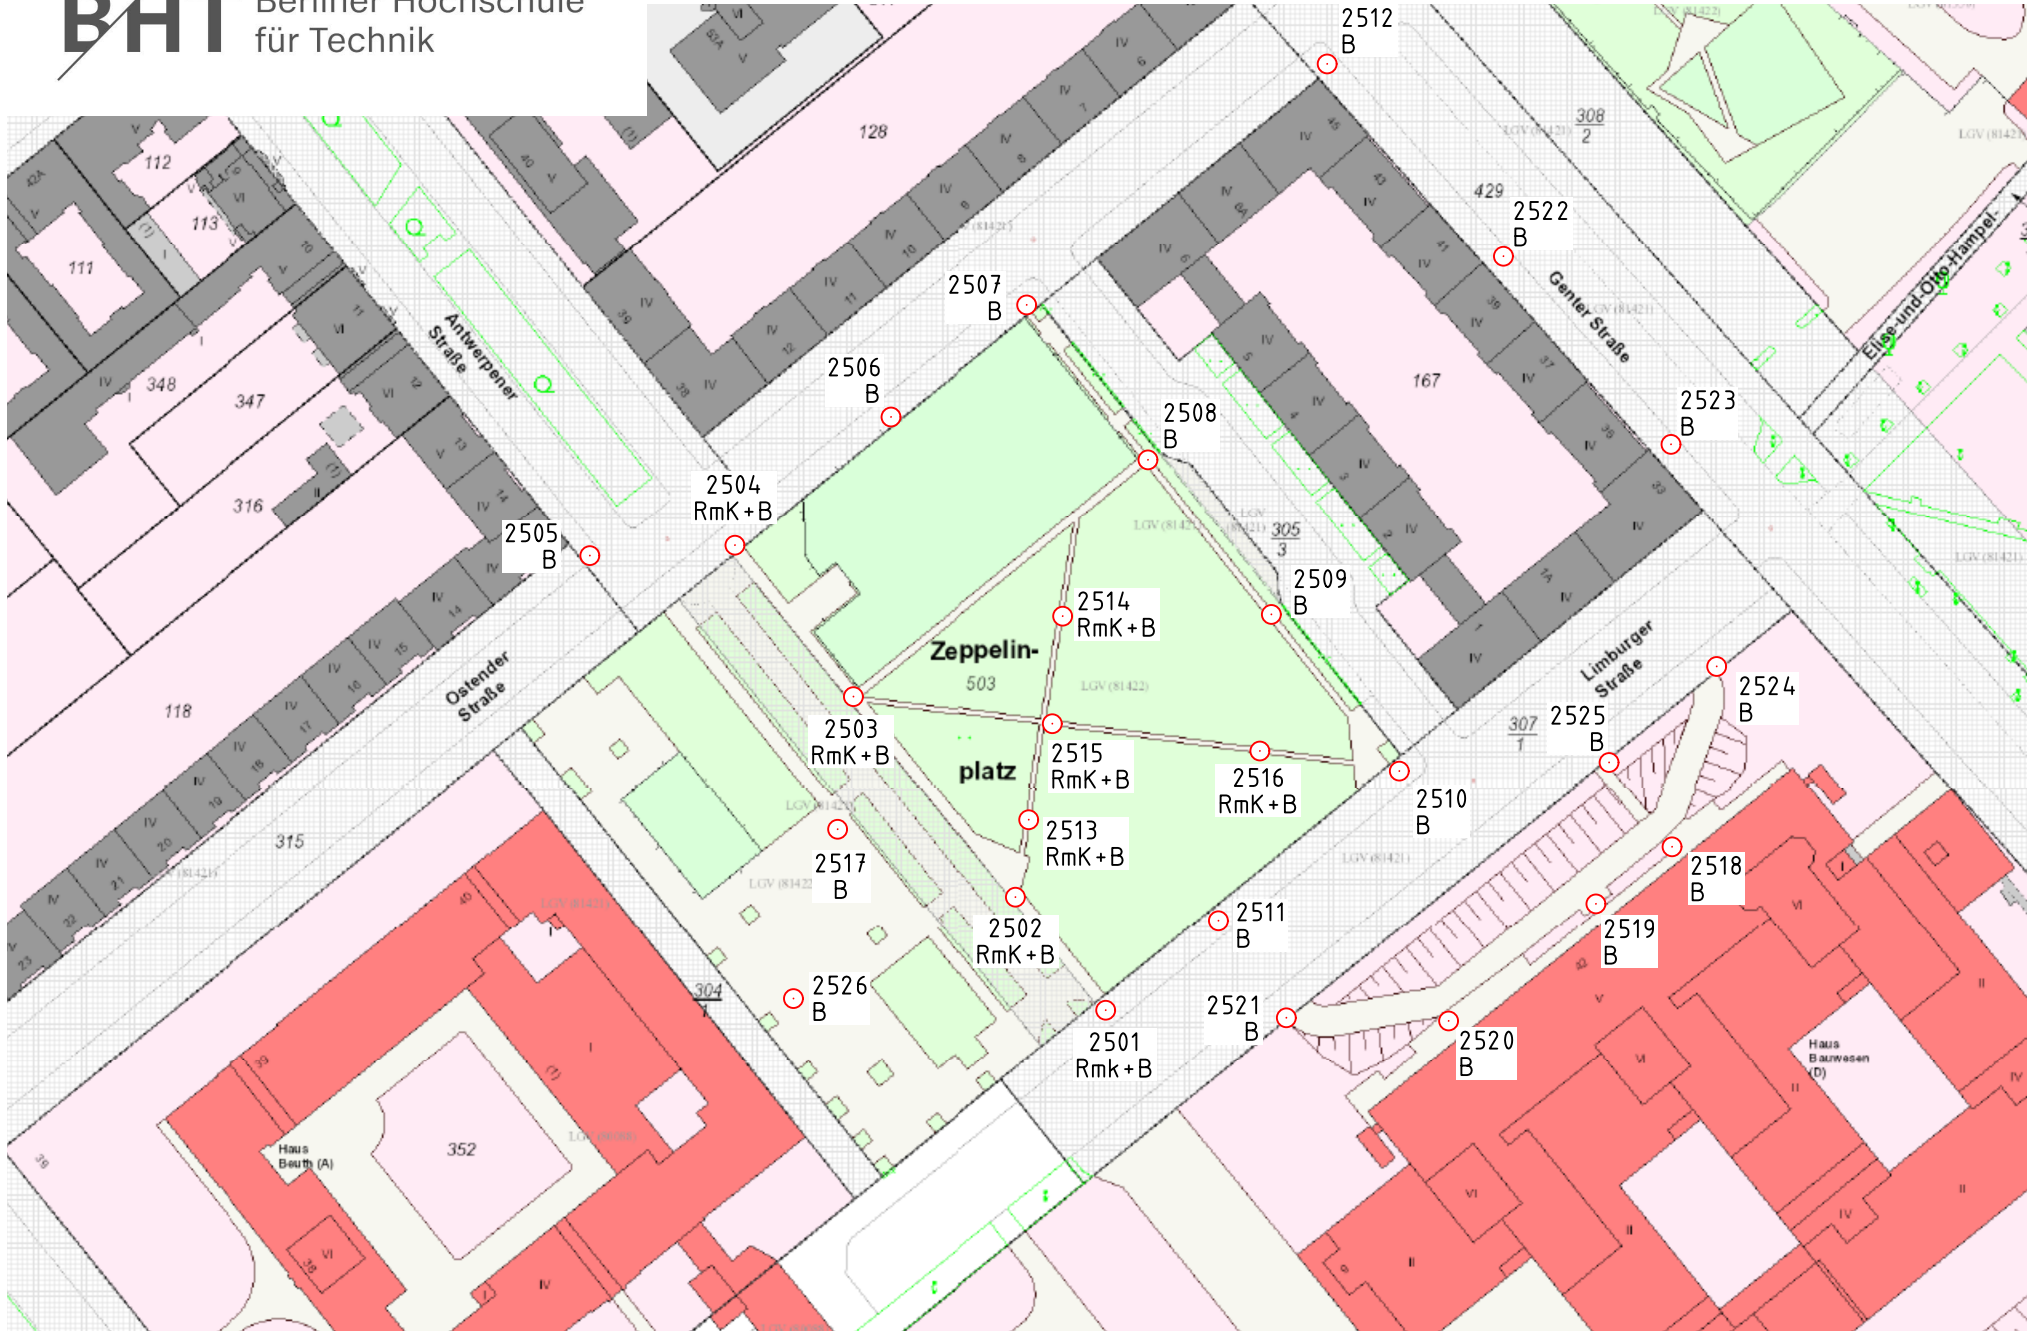 BHT
Berliner Hochschule
für Technik
2512
B
2522
B
2523
B
2507
B
2506
B
2508
B
2504
RmK+B
2505
B
2509
B
2514
RmK+B
2503
RmK+B
2515
RmK+B
2516
RmK+B
2510
B
2524
B
2525
B
2513
RmK+B
2517
B
2518
B
2519
B
2502
RmK+B
2511
B
2526
B
2501
Rmk+B
2521
B
2520
B
Zeppelin-
503
platz
Antwerpener
Straße
Ostender
Straße
Genter Straße
Limburger
Straße
Elise-und-Otto-Hampel-
Haus
Beuth (A)
Haus
Bauwesen
(D)
128
112
113
111
348
347
316
118
315
352
167
429
308
2
305
3
307
1
304
1
LGV (81421)
LGV (81422)